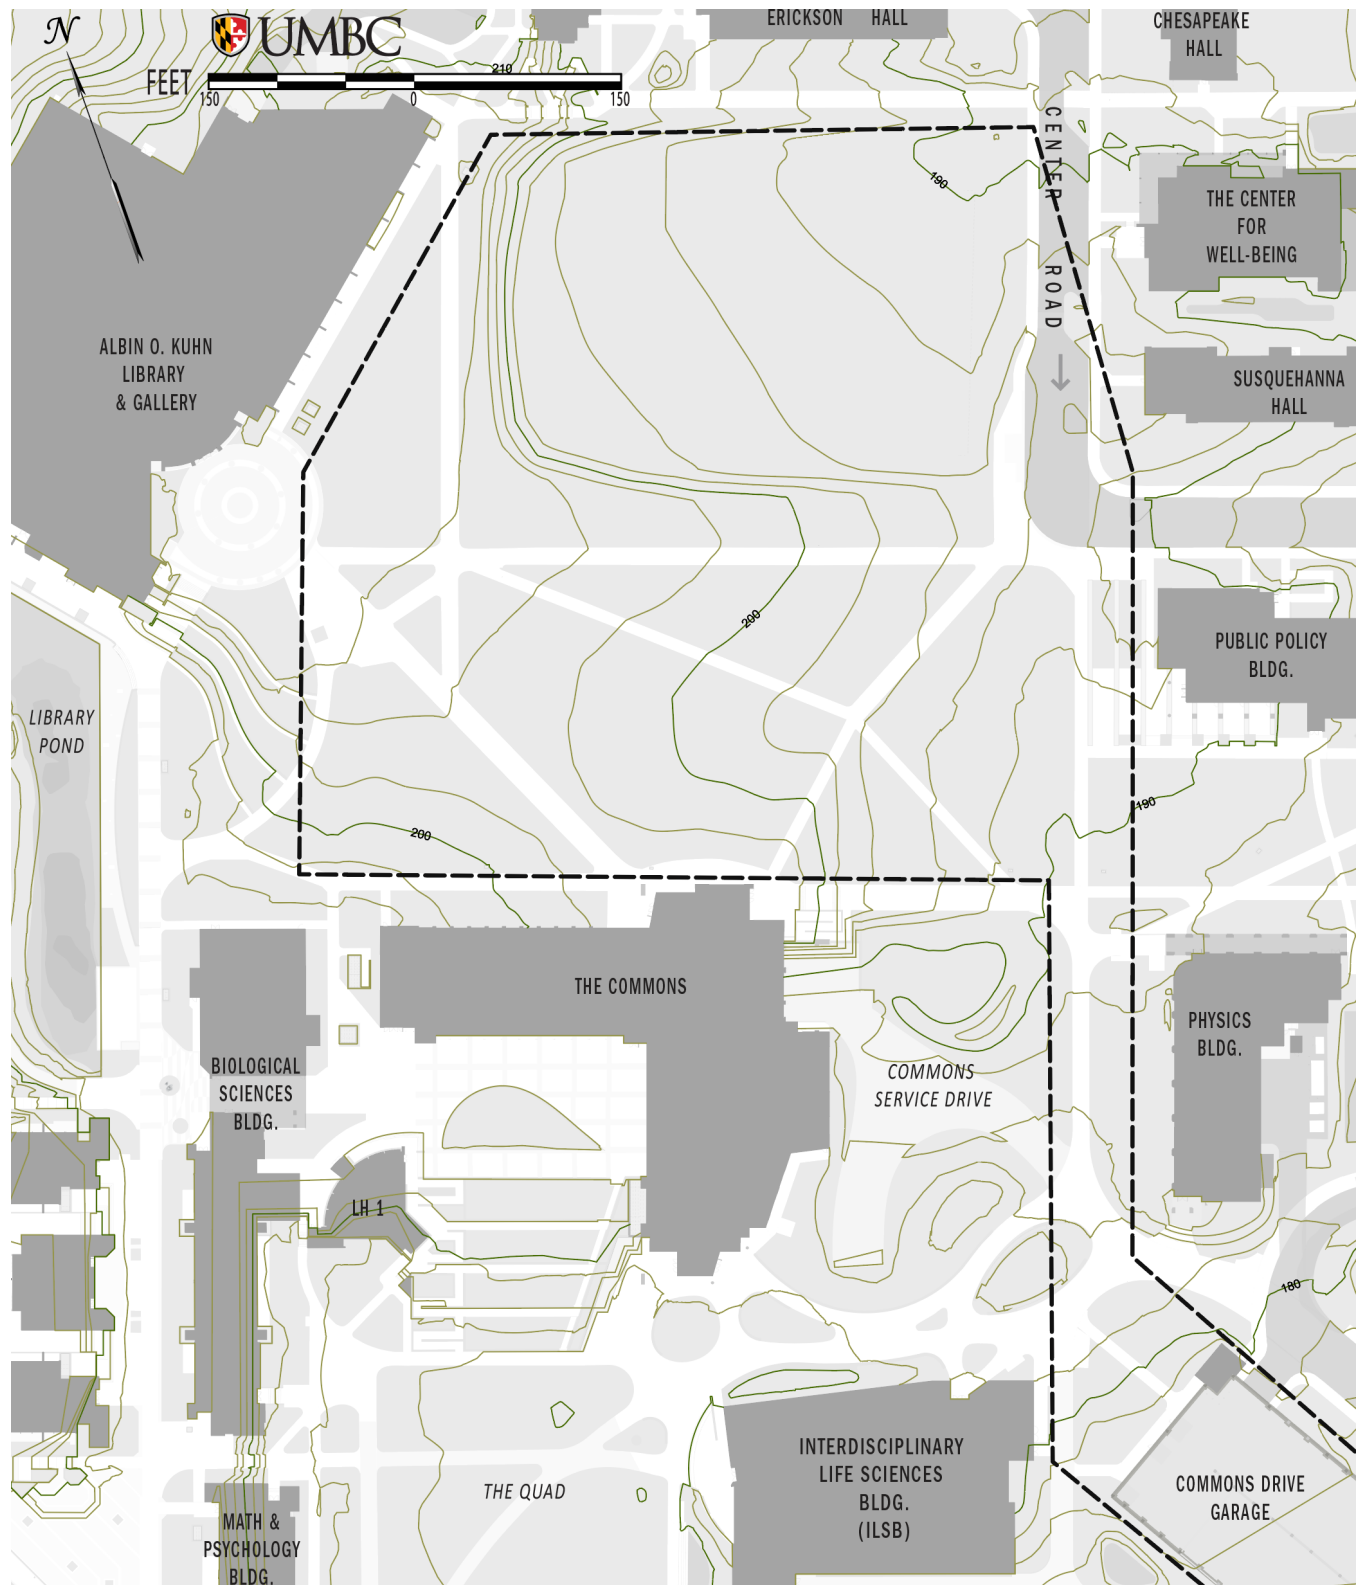 N
UMBC
FEET
150
0
150
210
ERICKSON HALL
CHESAPEAKE
HALL
CENTER ROAD
190
THE CENTER
FOR
WELL-BEING
ALBIN O. KUHN
LIBRARY
& GALLERY
SUSQUEHANNA
HALL
200
PUBLIC POLICY
BLDG.
LIBRARY
POND
190
200
THE COMMONS
PHYSICS
BLDG.
BIOLOGICAL
SCIENCES
BLDG.
COMMONS
SERVICE DRIVE
LH 1
180
INTERDISCIPLINARY
LIFE SCIENCES
BLDG.
(ILSB)
THE QUAD
COMMONS DRIVE
GARAGE
MATH &
PSYCHOLOGY
BLDG.